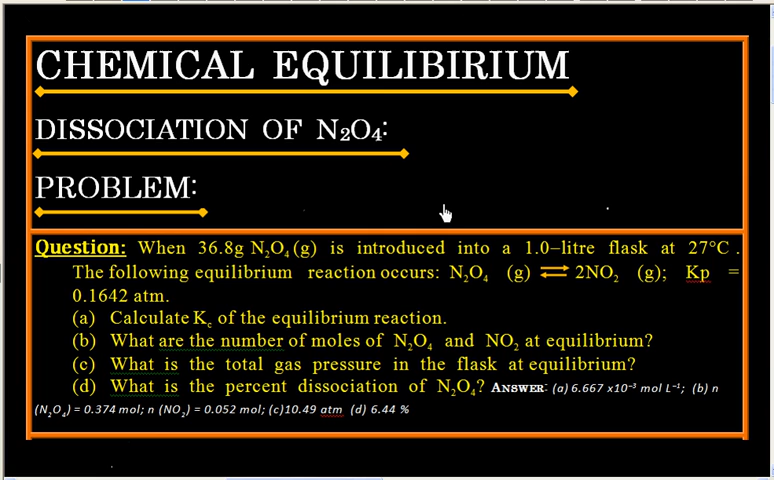 CHEMICAL EQUILIBIRIUM
DISSOCIATION OF N₂O₄:
PROBLEM:
Question: When 36.8g N₂O₄(g) is introduced into a 1.0–litre flask at 27°C .
The following equilibrium reaction occurs: N₂O₄ (g) ⇌ 2NO₂ (g); Kp =
0.1642 atm.
(a) Calculate K꜀ of the equilibrium reaction.
(b) What are the number of moles of N₂O₄ and NO₂ at equilibrium?
(c) What is the total gas pressure in the flask at equilibrium?
(d) What is the percent dissociation of N₂O₄? ANSWER: (a) 6.667 x10⁻³ mol L⁻¹; (b) n
(N₂O₄) = 0.374 mol; n (NO₂) = 0.052 mol; (c)10.49 atm (d) 6.44 %